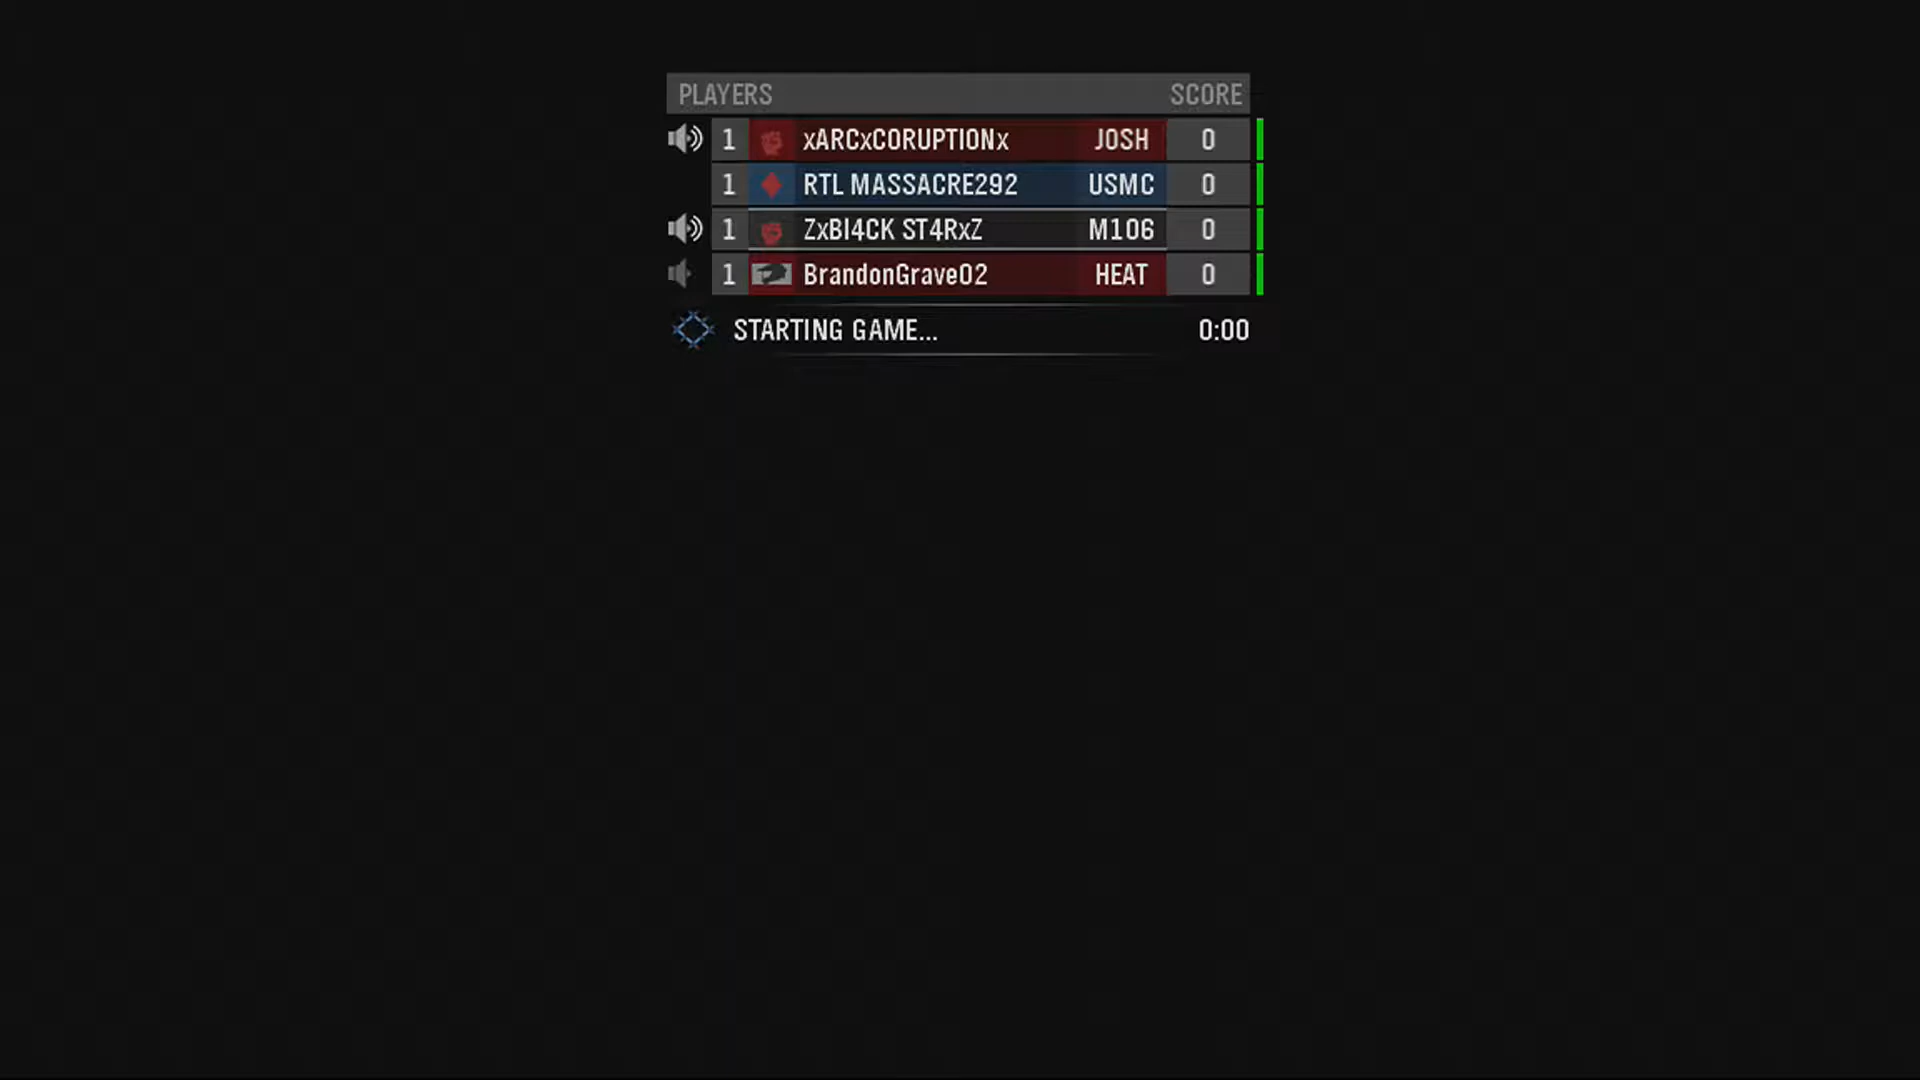 PLAYERS SCORE
1 xARCxCORUPTIONx JOSH 0
1 RTL MASSACRE292 USMC 0
1 ZxBl4CK ST4RxZ M106 0
1 BrandonGrave02 HEAT 0
STARTING GAME... 0:00